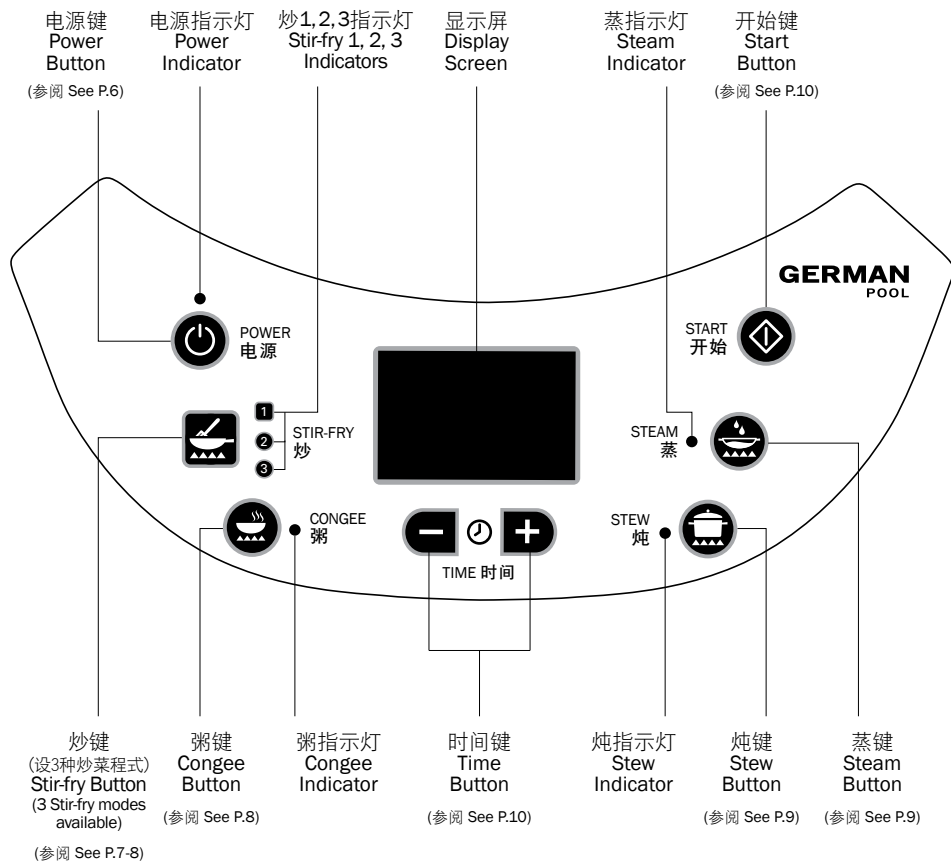 电源键
Power
Button
(参阅 See P.6)
电源指示灯
Power
Indicator
炒1, 2, 3指示灯
Stir-fry 1, 2, 3
Indicators
显示屏
Display
Screen
蒸指示灯
Steam
Indicator
开始键
Start
Button
(参阅 See P.10)
GERMAN
POOL
POWER
电源
START
开始
1
2
3
STIR-FRY
炒
STEAM
蒸
CONGEE
粥
TIME 时间
STEW
炖
炒键
(设3种炒菜程式)
Stir-fry Button
(3 Stir-fry modes
available)
(参阅 See P.7-8)
粥键
Congee
Button
(参阅 See P.8)
粥指示灯
Congee
Indicator
时间键
Time
Button
(参阅 See P.10)
炖指示灯
Stew
Indicator
炖键
Stew
Button
(参阅 See P.9)
蒸键
Steam
Button
(参阅 See P.9)